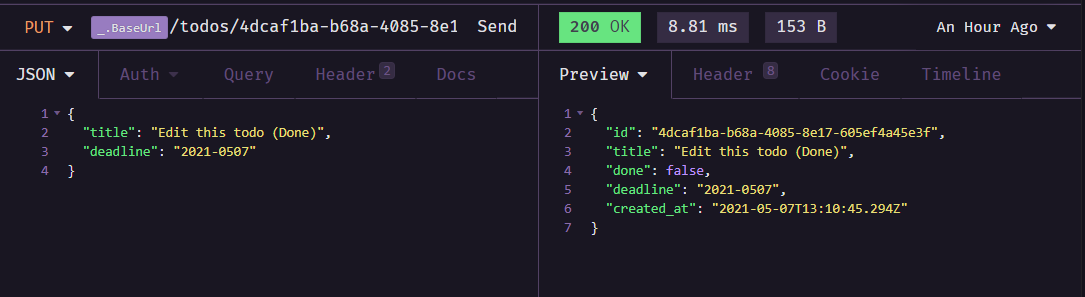 PUT _.BaseUrl /todos/4dcaf1ba-b68a-4085-8e1 Send
200 OK 8.81 ms 153 B An Hour Ago
JSON Auth Query Header 2 Docs
Preview Header 8 Cookie Timeline
1 {
2 "title": "Edit this todo (Done)",
3 "deadline": "2021-0507"
4 }
1 {
2 "id": "4dcaf1ba-b68a-4085-8e17-605ef4a45e3f",
3 "title": "Edit this todo (Done)",
4 "done": false,
5 "deadline": "2021-0507",
6 "created_at": "2021-05-07T13:10:45.294Z"
7 }